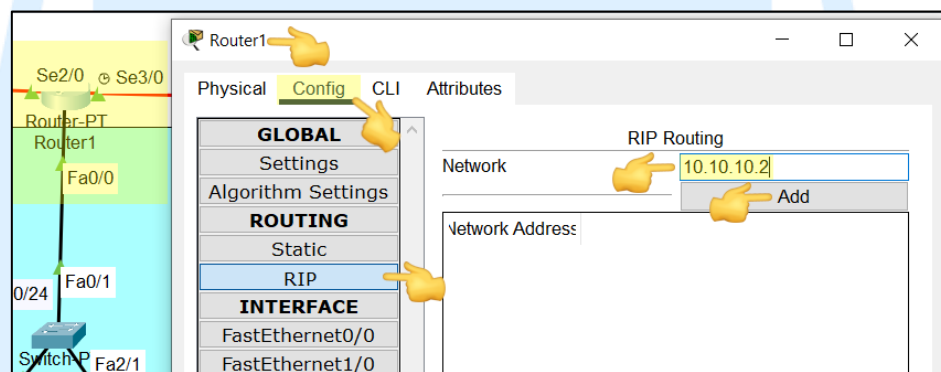 Router1
Physical Config CLI Attributes
Se2/0 Se3/0
Router-PT
Router1
Fa0/0
Fa0/1
0/24
Switch-P Fa2/1
GLOBAL
Settings
Algorithm Settings
ROUTING
Static
RIP
INTERFACE
FastEthernet0/0
FastEthernet1/0
RIP Routing
Network 10.10.10.2
Add
Network Address